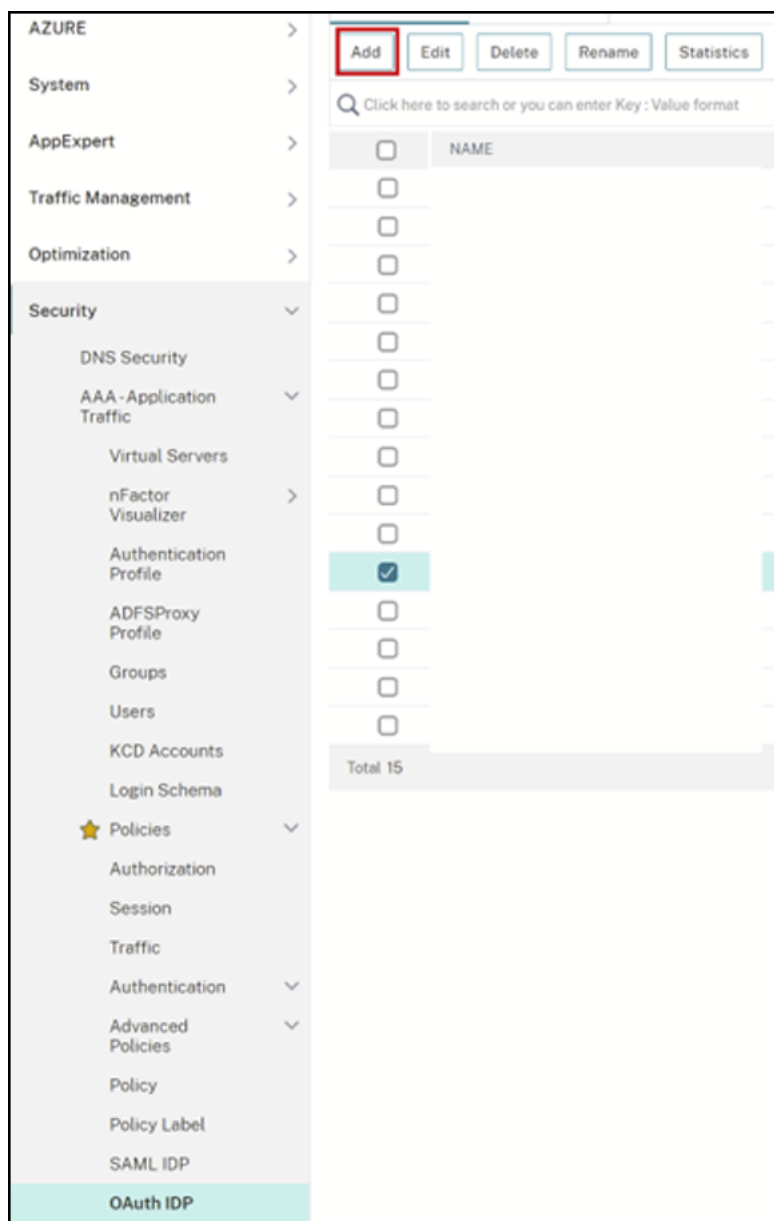 AZURE
System
AppExpert
Traffic Management
Optimization
Security
DNS Security
AAA - Application
Traffic
Virtual Servers
nFactor
Visualizer
Authentication
Profile
ADFSProxy
Profile
Groups
Users
KCD Accounts
Login Schema
Policies
Authorization
Session
Traffic
Authentication
Advanced
Policies
Policy
Policy Label
SAML IDP
OAuth IDP
Add Edit Delete Rename Statistics
Click here to search or you can enter Key : Value format
NAME
Total 15